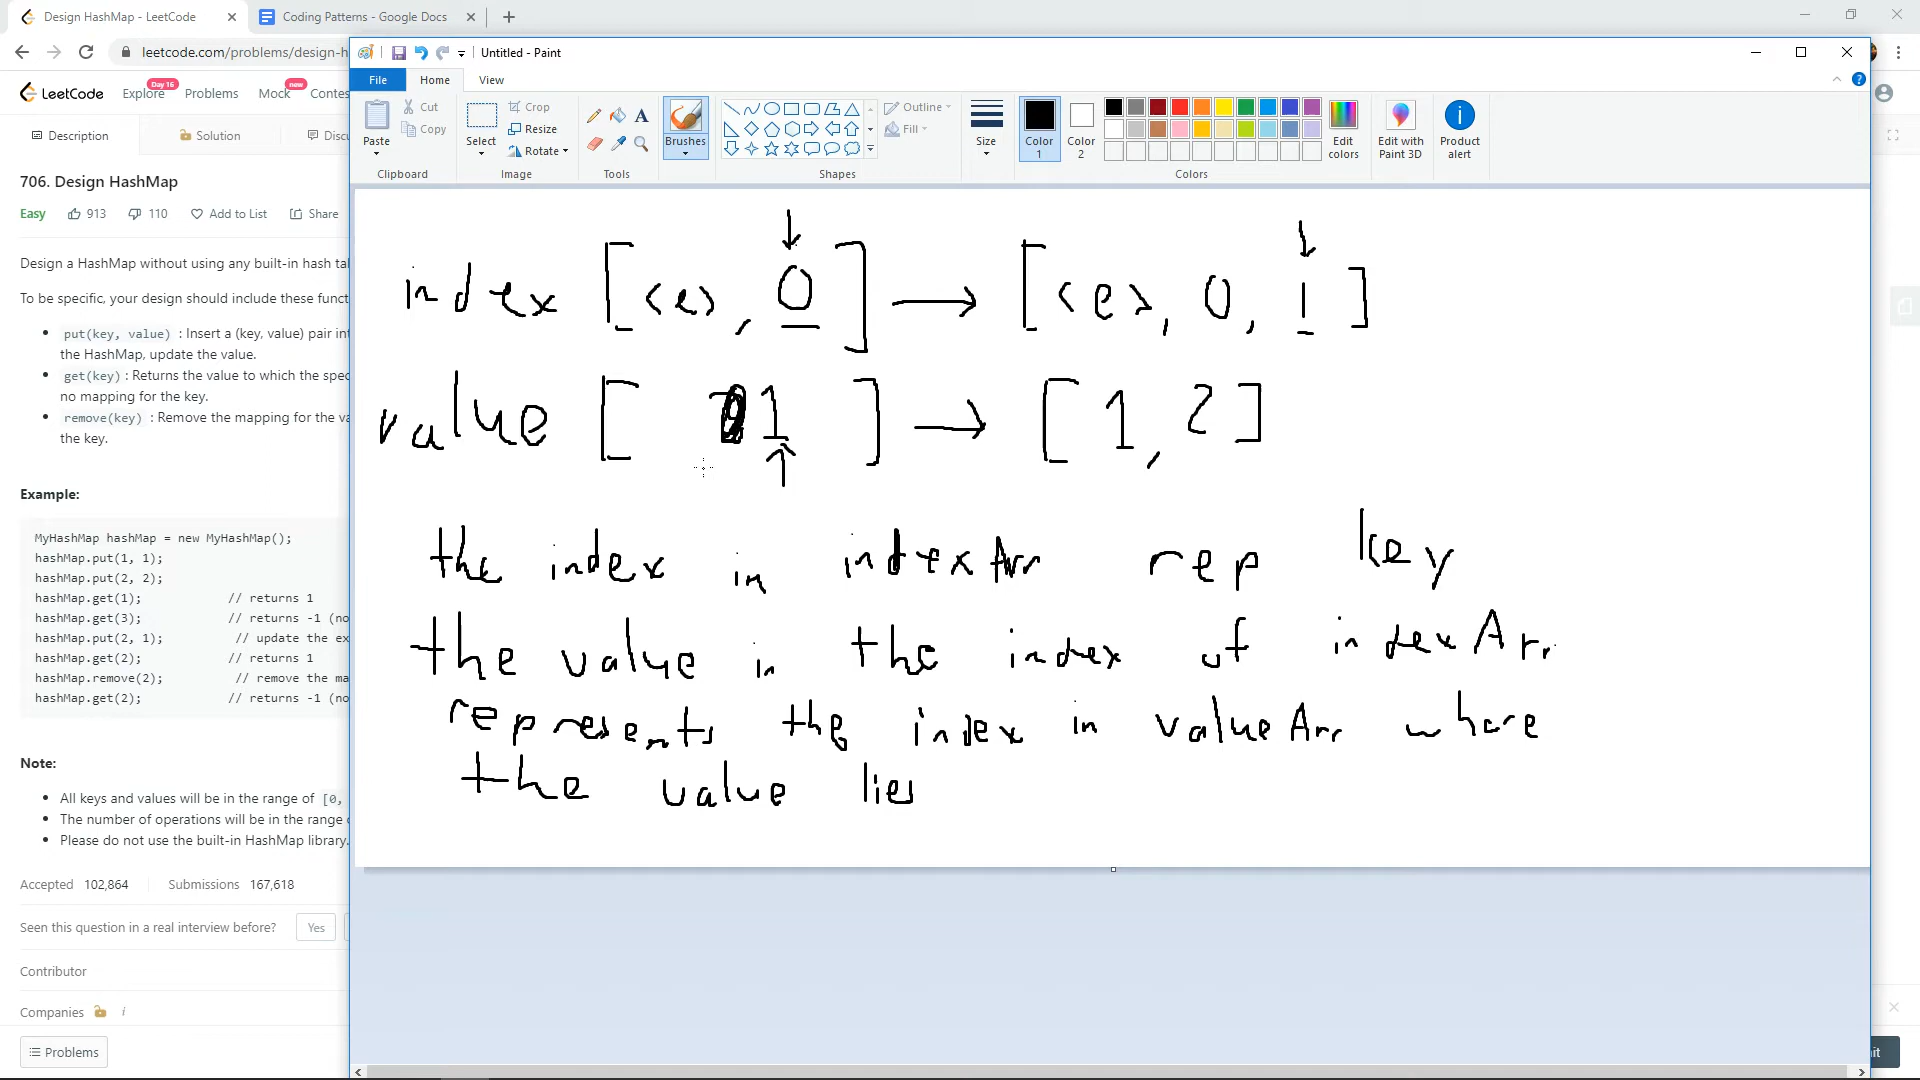 Design HashMap - LeetCode
Coding Patterns - Google Docs
leetcode.com/problems/design-h
Untitled - Paint
File Home View
LeetCode
Explore
Day 16
Problems
Mock
new
Contes
Paste
Cut
Copy
Clipboard
Select
Crop
Resize
Rotate
Image
Tools
Brushes
Outline
Fill
Shapes
Size
Color 1
Color 2
Edit colors
Colors
Edit with Paint 3D
Product alert
Description
Solution
Discu
706. Design HashMap
Easy 913 110 Add to List Share
Design a HashMap without using any built-in hash tal
To be specific, your design should include these funct
put(key, value) : Insert a (key, value) pair int
the HashMap, update the value.
get(key) : Returns the value to which the spec
no mapping for the key.
remove(key) : Remove the mapping for the va
the key.
Example:
MyHashMap hashMap = new MyHashMap();
hashMap.put(1, 1);
hashMap.put(2, 2);
hashMap.get(1); // returns 1
hashMap.get(3); // returns -1 (no
hashMap.put(2, 1); // update the ex
hashMap.get(2); // returns 1
hashMap.remove(2); // remove the ma
hashMap.get(2); // returns -1 (no
Note:
All keys and values will be in the range of [0,
The number of operations will be in the range o
Please do not use the built-in HashMap library.
Accepted 102,864 Submissions 167,618
Seen this question in a real interview before? Yes
Contributor
Companies i
Problems
it
index [<e>, 0] → [<e>, 0, 1]
value [ 1 ] → [1, 2]
the index in indexArr rep key
the value in the index of indexArr
represents the index in valueArr where
the value lies